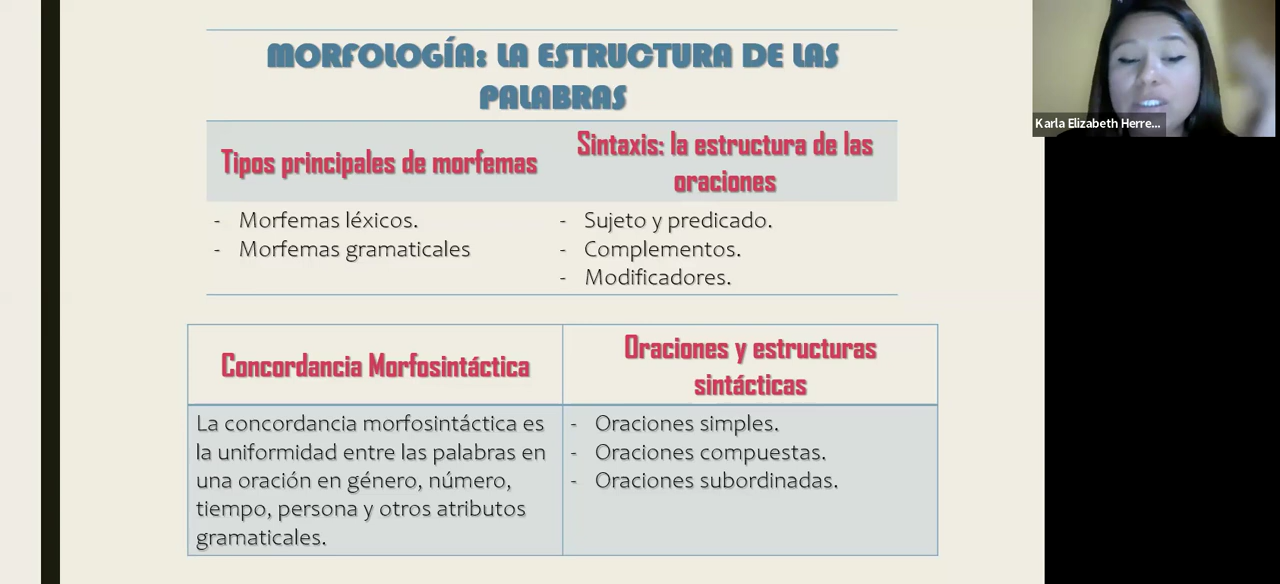 MORFOLOGÍA: LA ESTRUCTURA DE LAS
PALABRAS
Tipos principales de morfemas
Sintaxis: la estructura de las
oraciones
- Morfemas léxicos.
- Morfemas gramaticales
- Sujeto y predicado.
- Complementos.
- Modificadores.
Concordancia Morfosintáctica
Oraciones y estructuras
sintácticas
La concordancia morfosintáctica es
la uniformidad entre las palabras en
una oración en género, número,
tiempo, persona y otros atributos
gramaticales.
- Oraciones simples.
- Oraciones compuestas.
- Oraciones subordinadas.
Karla Elizabeth Herre...